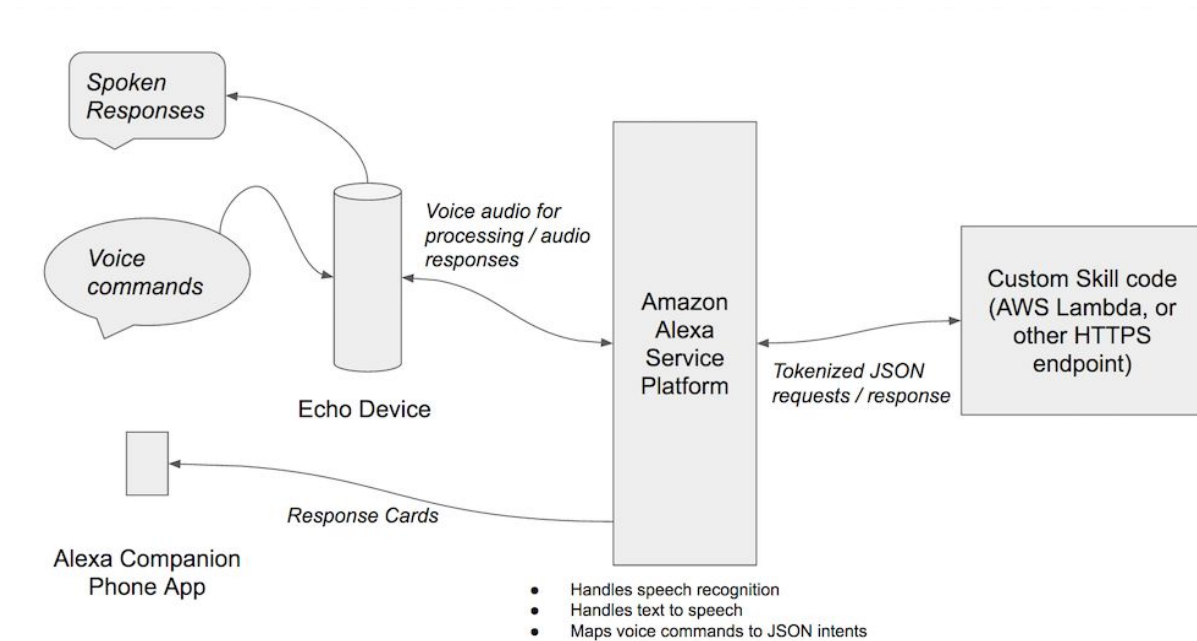 Spoken
Responses
Voice
commands
Voice audio for
processing / audio
responses
Echo Device
Amazon
Alexa
Service
Platform
Custom Skill code
(AWS Lambda, or
other HTTPS
endpoint)
Tokenized JSON
requests / response
Response Cards
Alexa Companion
Phone App
● Handles speech recognition
● Handles text to speech
● Maps voice commands to JSON intents